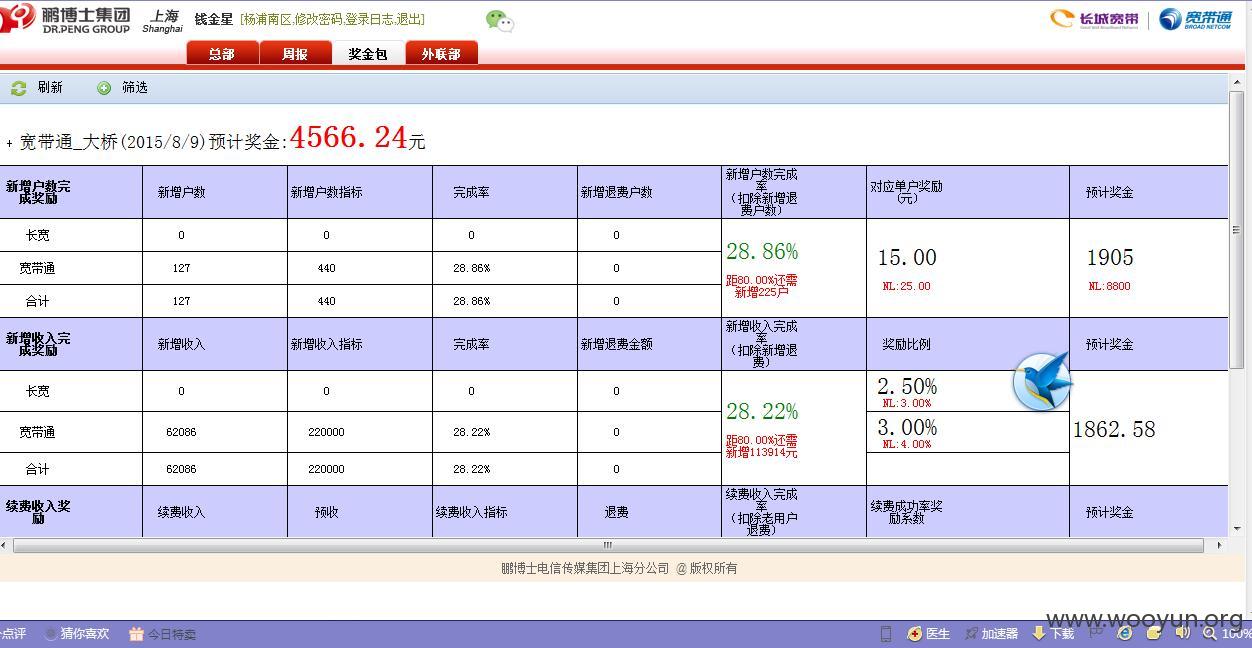 鹏博士集团
DR.PENG GROUP
上海
Shanghai
钱金星 [杨浦南区,修改密码,登录日志,退出]
长城宽带
宽带通
BROAD NETCOM
总部 周报 奖金包 外联部
刷新 筛选
+ 宽带通_大桥(2015/8/9)预计奖金:4566.24元
新增户数完
成奖励
新增户数
新增户数指标
完成率
新增退费户数
新增户数完成
率
(扣除新增退
费户数)
对应单户奖励
(元)
预计奖金
长宽 0 0 0 0
宽带通 127 440 28.86% 0
合计 127 440 28.86% 0
28.86%
距80.00%还需
新增225户
15.00
NL:25.00
1905
NL:8800
新增收入完
成奖励
新增收入
新增收入指标
完成率
新增退费金额
新增收入完成
率
(扣除新增退
费)
奖励比例
预计奖金
长宽 0 0 0 0
宽带通 62086 220000 28.22% 0
合计 62086 220000 28.22% 0
28.22%
距80.00%还需
新增113914元
2.50%
NL:3.00%
3.00%
NL:4.00%
1862.58
续费收入奖
励
续费收入
预收
续费收入指标
退费
续费收入完成
率
(扣除老用户
退费)
续费成功率奖
励系数
预计奖金
鹏博士电信传媒集团上海分公司 @ 版权所有
www.wooyun.org
点评 猜你喜欢 今日特卖 医生 加速器 下载 100%